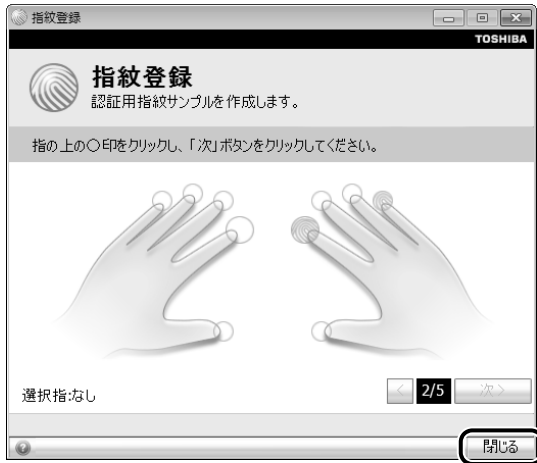 指紋登録
TOSHIBA
指紋登録
認証用指紋サンプルを作成します。
指の上の○印をクリックし、「次」ボタンをクリックしてください。
選択指:なし
< 2/5 次>
? 閉じる